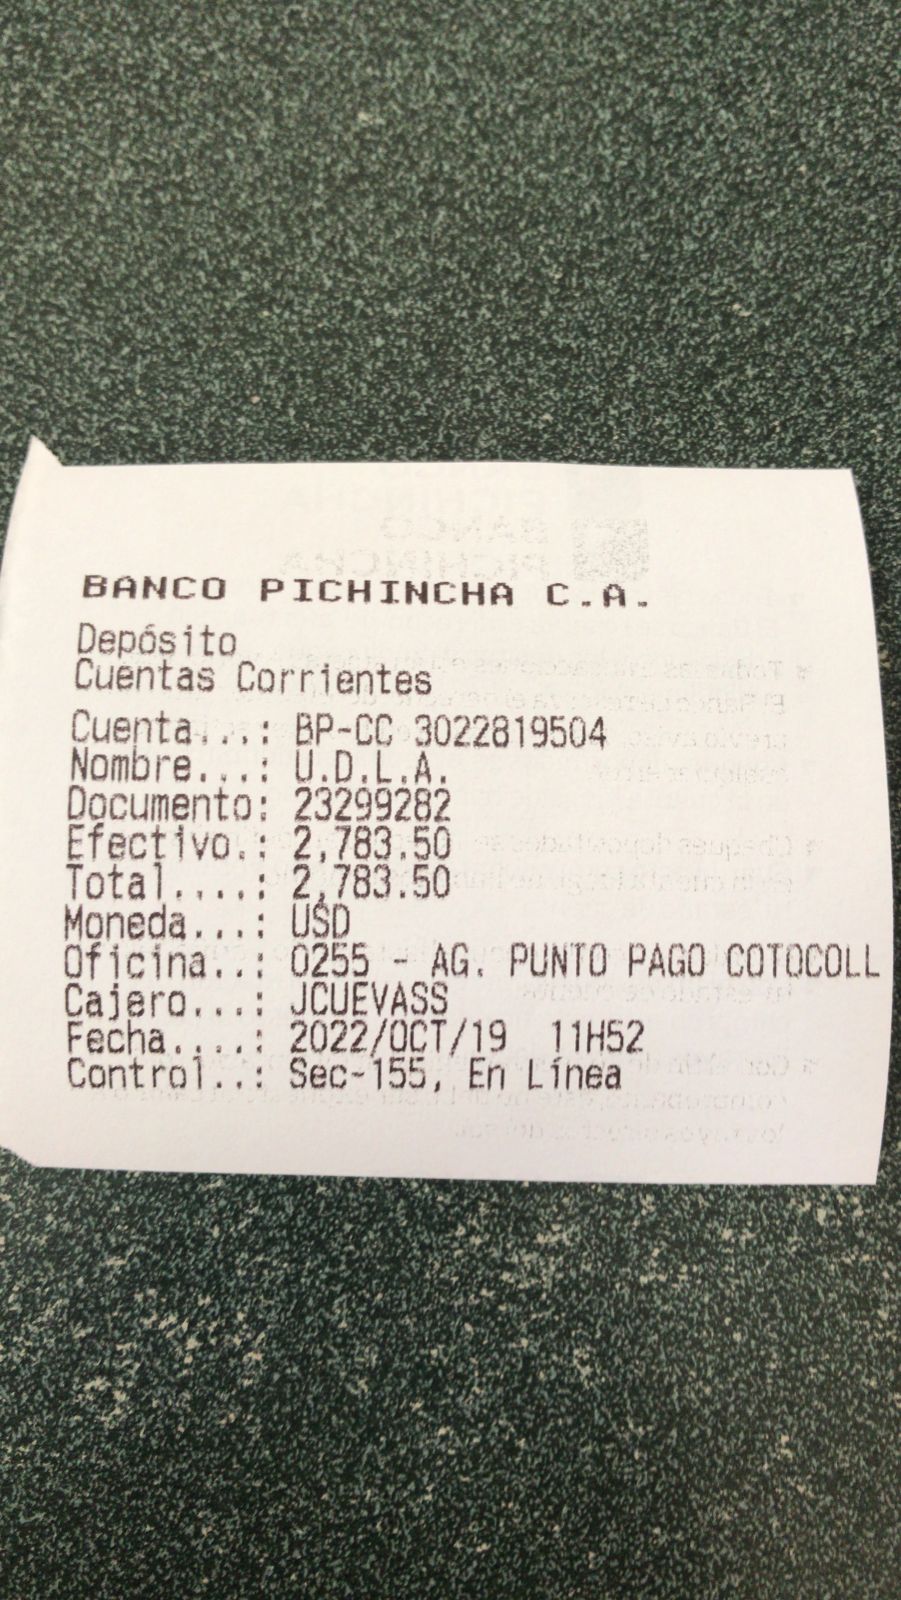 BANCO PICHINCHA C.A.
Depósito
Cuentas Corrientes
Cuenta...: BP-CC 3022819504
Nombre...: U.D.L.A.
Documento: 23299282
Efectivo.: 2,783.50
Total....: 2,783.50
Moneda...: USD
Oficina..: 0255 - AG. PUNTO PAGO COTOCOLL
Cajero...: JCUEVASS
Fecha....: 2022/OCT/19 11H52
Control..: Sec-155, En Línea